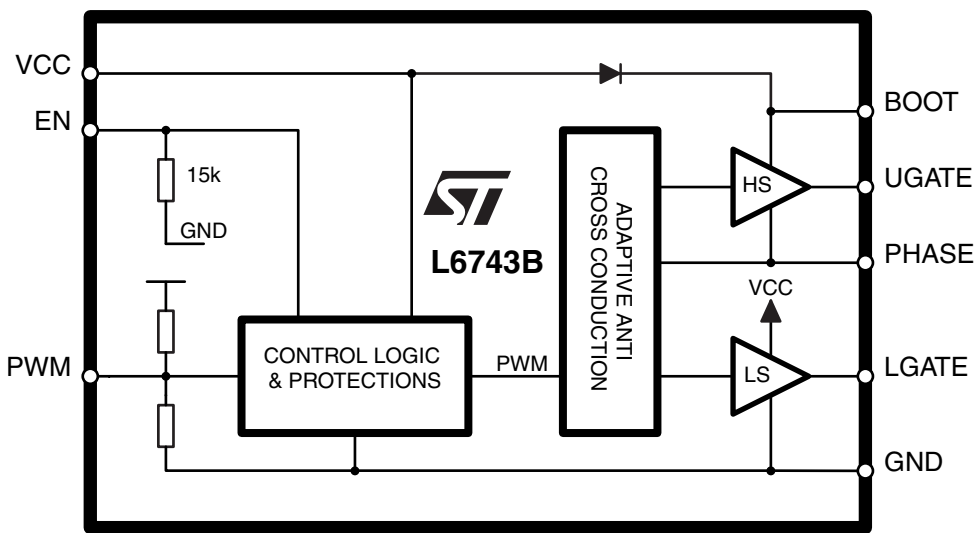 VCC
EN
15k
GND
PWM
ST
L6743B
CONTROL LOGIC
& PROTECTIONS
PWM
ADAPTIVE ANTI
CROSS CONDUCTION
HS
VCC
LS
BOOT
UGATE
PHASE
LGATE
GND